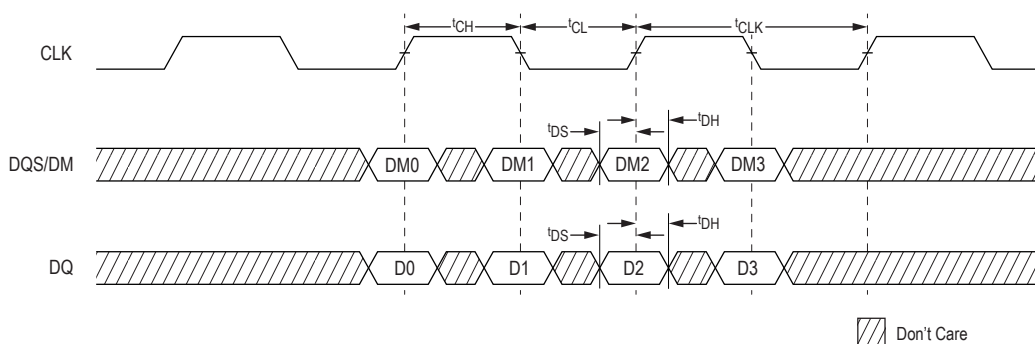 tCH tCL tCLK
CLK
tDS tDH
DQS/DM DM0 DM1 DM2 DM3
tDS tDH
DQ D0 D1 D2 D3
Don't Care